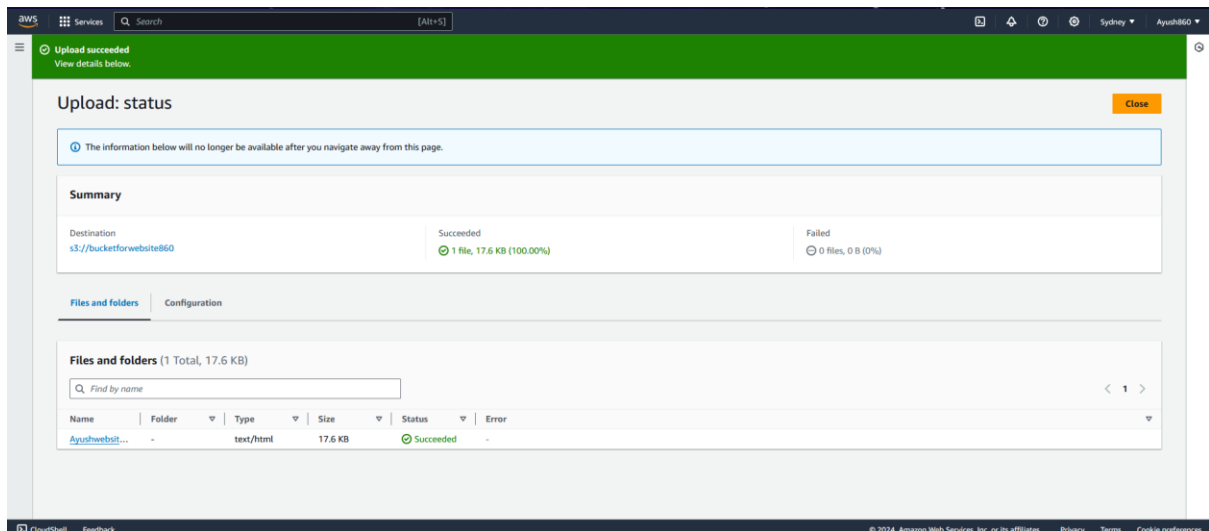 aws Services Search [Alt+S] Sydney Ayush860
Upload succeeded
View details below.
Upload: status Close
The information below will no longer be available after you navigate away from this page.
Summary
Destination Succeeded Failed
s3://bucketforwebsite860 1 file, 17.6 KB (100.00%) 0 files, 0 B (0%)
Files and folders Configuration
Files and folders (1 Total, 17.6 KB)
Find by name 1
Name Folder Type Size Status Error
Ayushwebsit... - text/html 17.6 KB Succeeded -
CloudShell Feedback © 2024, Amazon Web Services, Inc. or its affiliates. Privacy Terms Cookie preferences